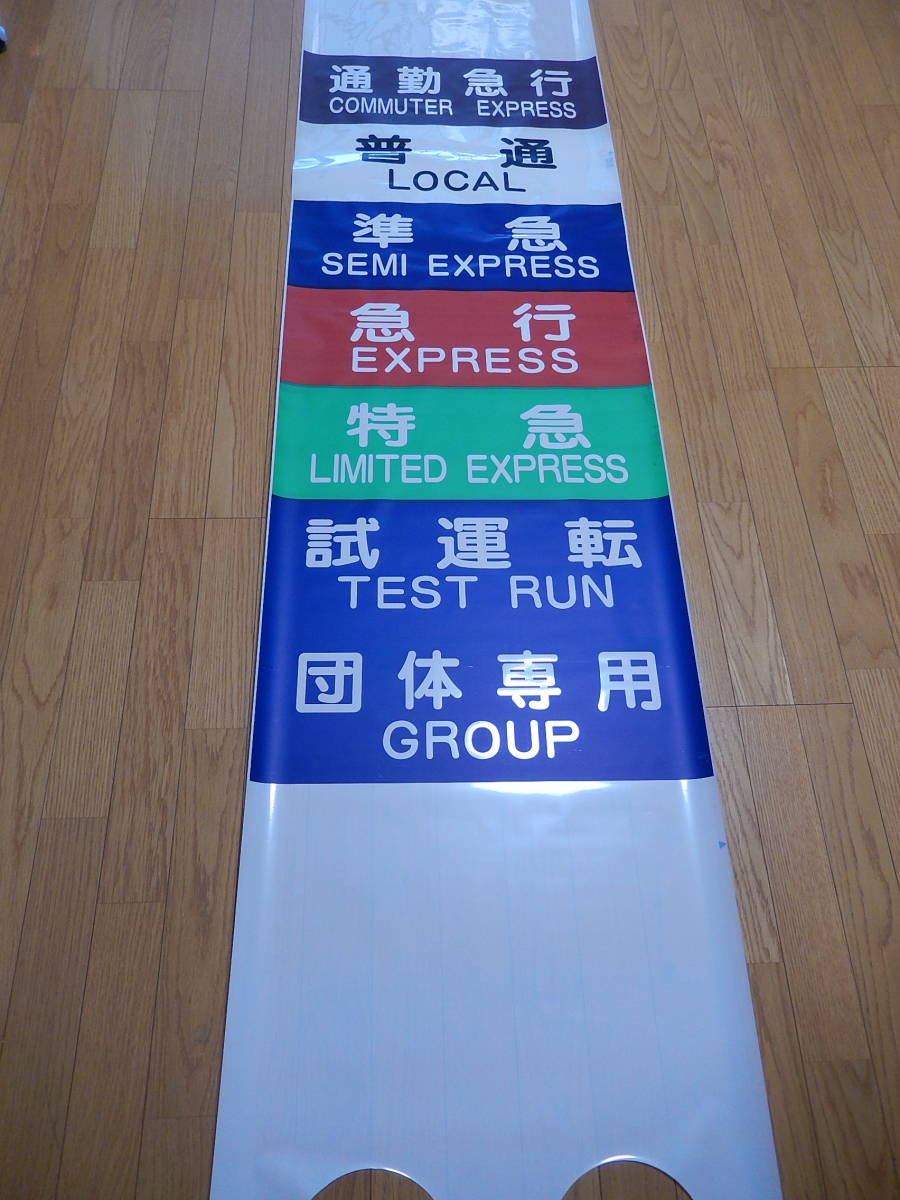 通勤急行
COMMUTER EXPRESS
普通
LOCAL
準急
SEMI EXPRESS
急行
EXPRESS
特急
LIMITED EXPRESS
試運転
TEST RUN
団体専用
GROUP